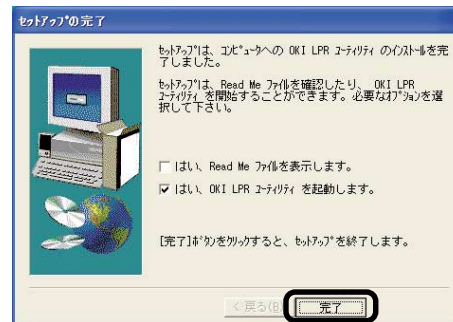 ｾｯﾄｱｯﾌﾟの完了
ｾｯﾄｱｯﾌﾟは、ｺﾝﾋﾟｭｰﾀへの OKI LPR ﾕｰﾃｨﾘﾃｨ のｲﾝｽﾄｰﾙを完
了しました。
ｾｯﾄｱｯﾌﾟは、Read Me ﾌｧｲﾙを確認したり、 OKI LPR
ﾕｰﾃｨﾘﾃｨ を開始することができます。必要なｵﾌﾟｼｮﾝを選
択して下さい。
はい、Read Me ﾌｧｲﾙを表示します。
はい、OKI LPR ﾕｰﾃｨﾘﾃｨ を起動します。
[完了]ﾎﾞﾀﾝをｸﾘｯｸすると、ｾｯﾄｱｯﾌﾟを終了します。
< 戻る(B) 完了